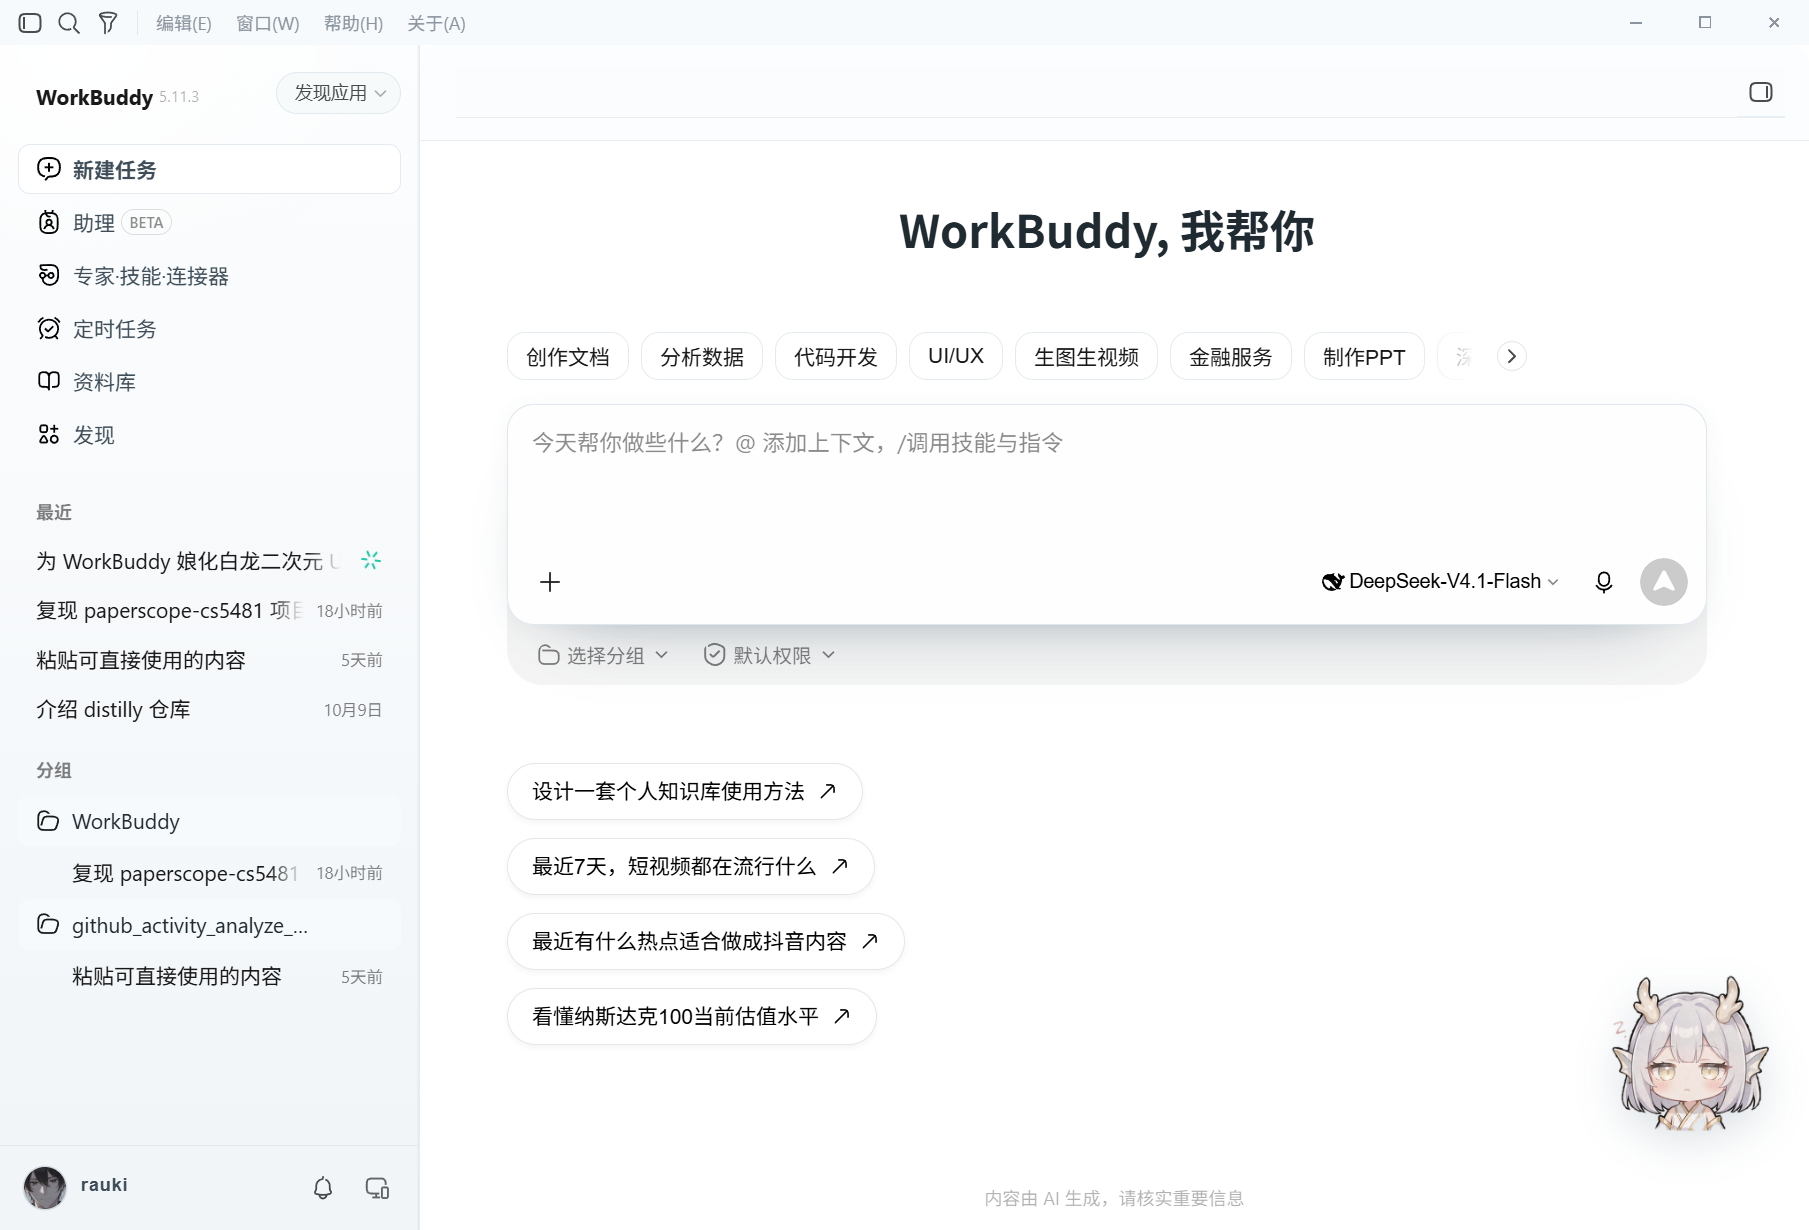 编辑(E) 窗口(W) 帮助(H) 关于(A)
WorkBuddy 5.11.3
发现应用
新建任务
助理 BETA
专家·技能·连接器
定时任务
资料库
发现
最近
为 WorkBuddy 娘化白龙二次元 U
复现 paperscope-cs5481 项目 18小时前
粘贴可直接使用的内容 5天前
介绍 distilly 仓库 10月9日
分组
WorkBuddy
复现 paperscope-cs5481 18小时前
github_activity_analyze_...
粘贴可直接使用的内容 5天前
rauki
WorkBuddy, 我帮你
创作文档 分析数据 代码开发 UI/UX 生图生视频 金融服务 制作PPT 深
今天帮你做些什么？@ 添加上下文，/调用技能与指令
DeepSeek-V4.1-Flash
选择分组 默认权限
设计一套个人知识库使用方法
最近7天，短视频都在流行什么
最近有什么热点适合做成抖音内容
看懂纳斯达克100当前估值水平
z
内容由 AI 生成，请核实重要信息